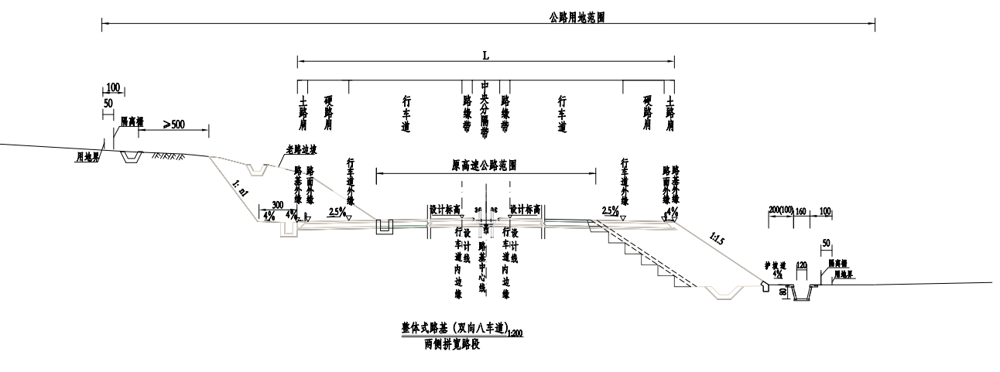 公路用地范围
L
100
50
隔离栅
≥500
用地界
土路肩
硬路肩
行车道
路缘带
中央分隔带
路缘带
行车道
硬路肩
土路肩
老路边坡
原高速公路范围
1: n1
300
4%
4%
路基外缘
路面外缘
行车道外缘
2.5%
设计标高
设计标高
行车道内边缘
设计线
路基中心线
行车道内边缘
设计线
2.5%
行车道外缘
路面外缘
路基外缘
4%
1:1.5
200(100)
160
100
50
护坡道
4%
120
隔离栅
用地界
80
整体式路基（双向八车道）1:200
两侧拼宽路段